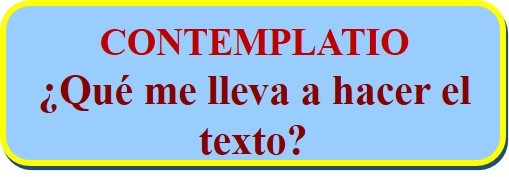 CONTEMPLATIO
¿Qué me lleva a hacer el
texto?